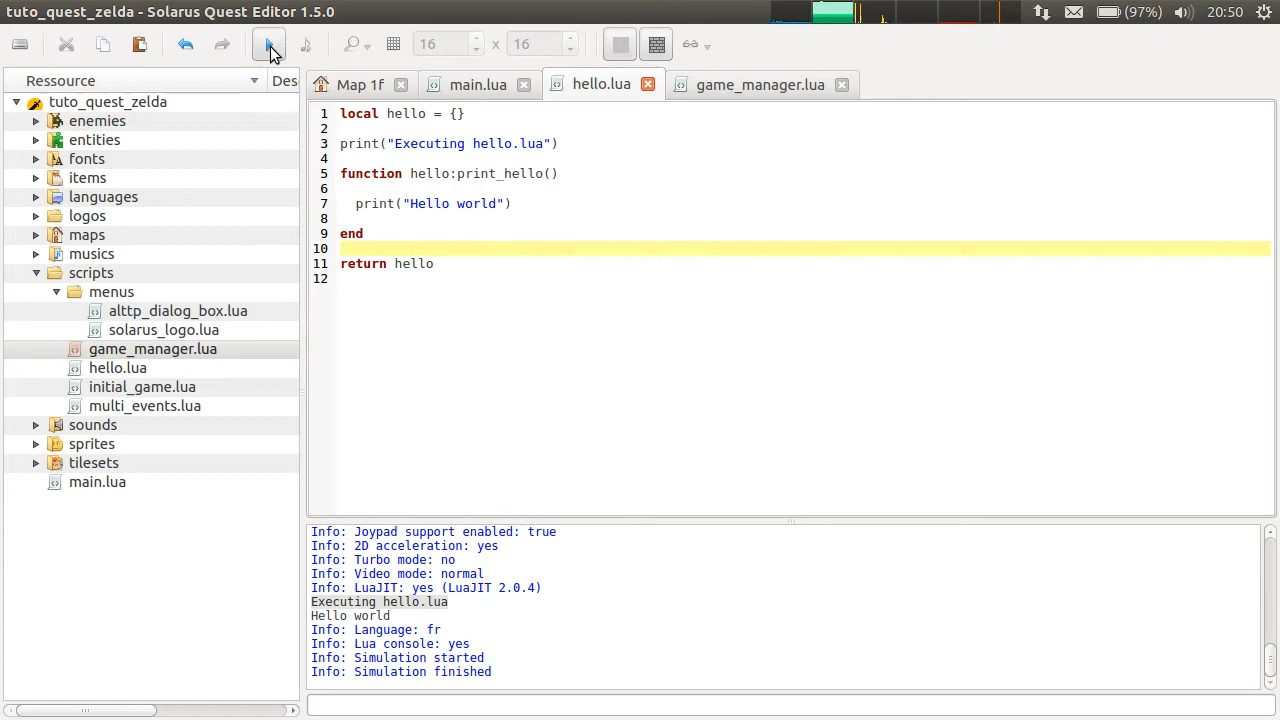 tuto_quest_zelda - Solarus Quest Editor 1.5.0
(97%) 20:50
16 x 16
Ressource Des
Map 1f main.lua hello.lua game_manager.lua
tuto_quest_zelda
enemies
entities
fonts
items
languages
logos
maps
musics
scripts
menus
alttp_dialog_box.lua
solarus_logo.lua
game_manager.lua
hello.lua
initial_game.lua
multi_events.lua
sounds
sprites
tilesets
main.lua
1 local hello = {}
2
3 print("Executing hello.lua")
4
5 function hello:print_hello()
6
7 print("Hello world")
8
9 end
10
11 return hello
12
Info: Joypad support enabled: true
Info: 2D acceleration: yes
Info: Turbo mode: no
Info: Video mode: normal
Info: LuaJIT: yes (LuaJIT 2.0.4)
Executing hello.lua
Hello world
Info: Language: fr
Info: Lua console: yes
Info: Simulation started
Info: Simulation finished